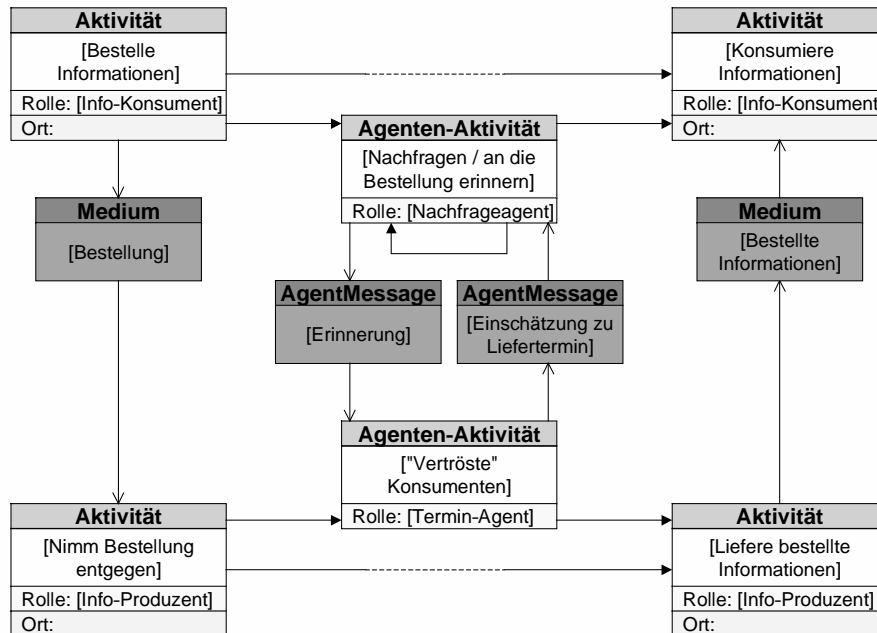 Aktivität
[Bestelle
Informationen]
Rolle: [Info-Konsument]
Ort:
Aktivität
[Konsumiere
Informationen]
Rolle: [Info-Konsument
Ort:
Agenten-Aktivität
[Nachfragen / an die
Bestellung erinnern]
Rolle: [Nachfrageagent]
Medium
[Bestellung]
Medium
[Bestellte
Informationen]
AgentMessage
[Erinnerung]
AgentMessage
[Einschätzung zu
Liefertermin]
Agenten-Aktivität
["Vertröste"
Konsumenten]
Rolle: [Termin-Agent]
Aktivität
[Nimm Bestellung
entgegen]
Rolle: [Info-Produzent]
Ort:
Aktivität
[Liefere bestellte
Informationen]
Rolle: [Info-Produzent]
Ort: